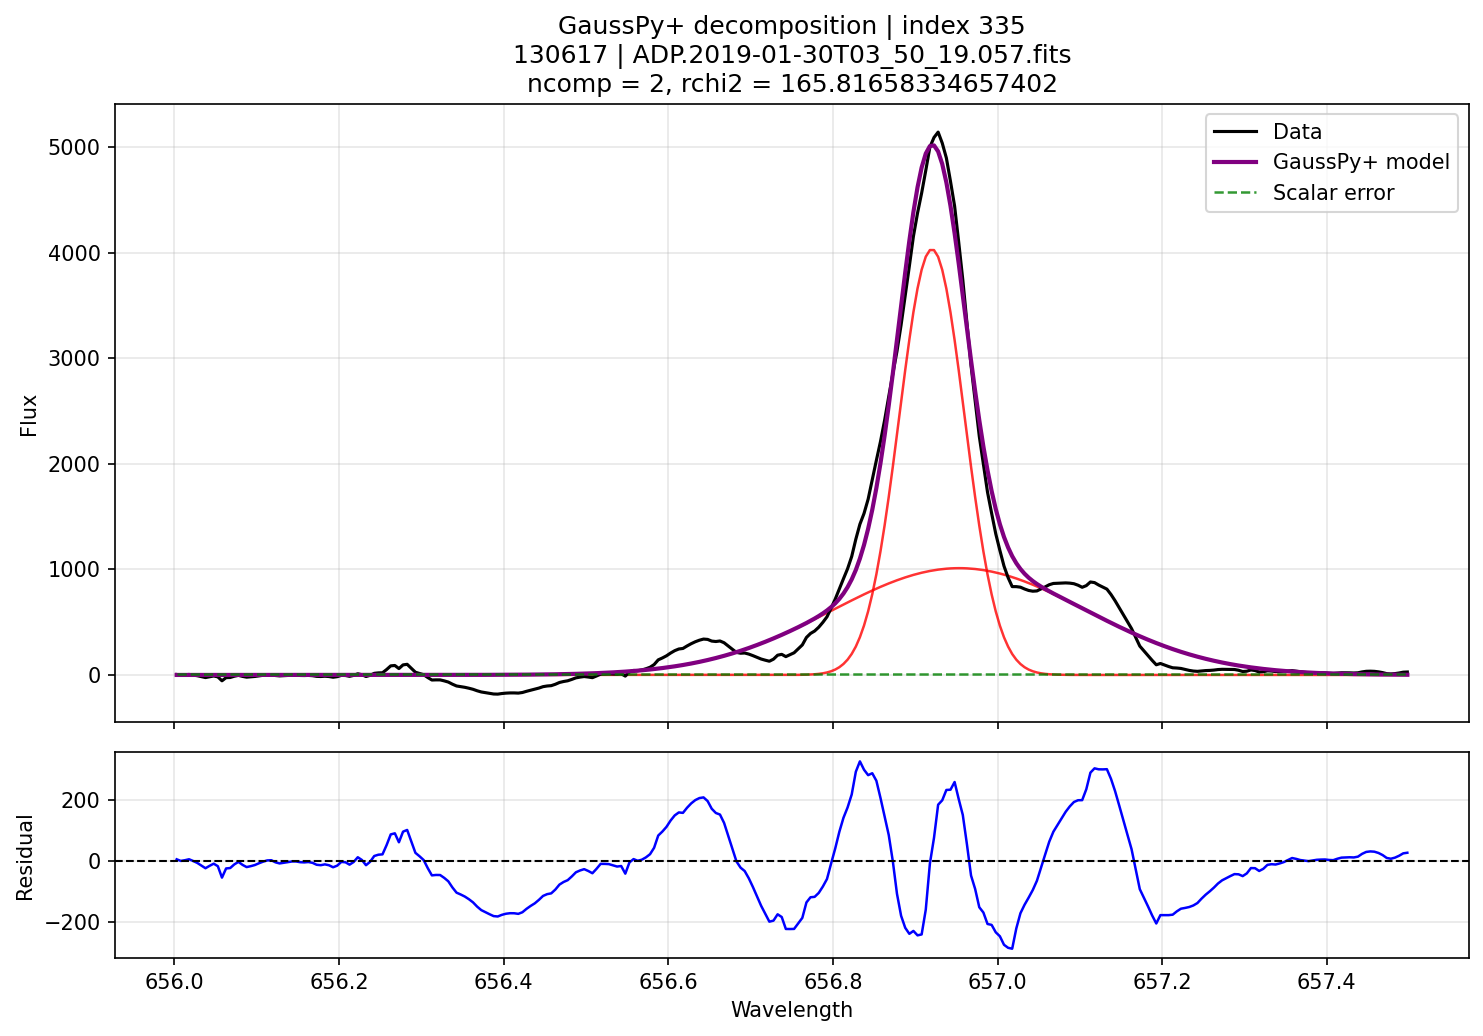 GaussPy+ decomposition | index 335
130617 | ADP.2019-01-30T03_50_19.057.fits
ncomp = 2, rchi2 = 165.81658334657402
Data
GaussPy+ model
Scalar error
5000
4000
3000
2000
1000
0
Flux
200
0
−200
Residual
656.0 656.2 656.4 656.6 656.8 657.0 657.2 657.4
Wavelength